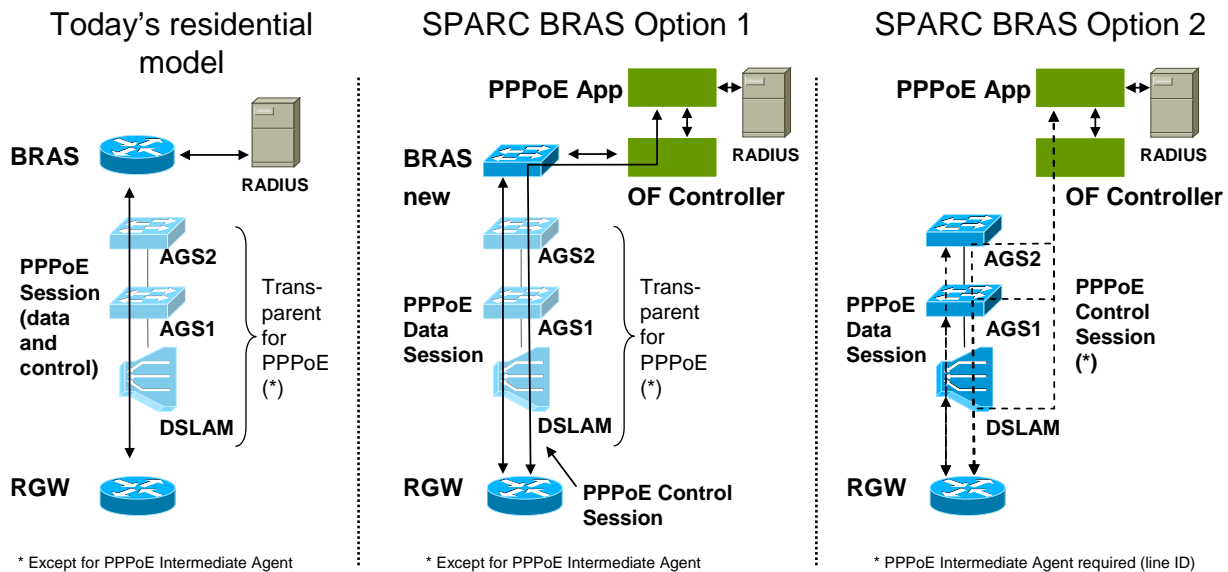 Today's residential
model
BRAS
RADIUS
AGS2
PPPoE
Session
(data
and
control)
AGS1
Trans-
parent
for
PPPoE
(*)
DSLAM
RGW
* Except for PPPoE Intermediate Agent
SPARC BRAS Option 1
PPPoE App
RADIUS
BRAS
new
OF Controller
AGS2
PPPoE
Data
Session
AGS1
Trans-
parent
for
PPPoE
(*)
DSLAM
RGW
PPPoE Control
Session
* Except for PPPoE Intermediate Agent
SPARC BRAS Option 2
PPPoE App
RADIUS
OF Controller
AGS2
PPPoE
Data
Session
AGS1
PPPoE
Control
Session
(*)
DSLAM
RGW
* PPPoE Intermediate Agent required (line ID)